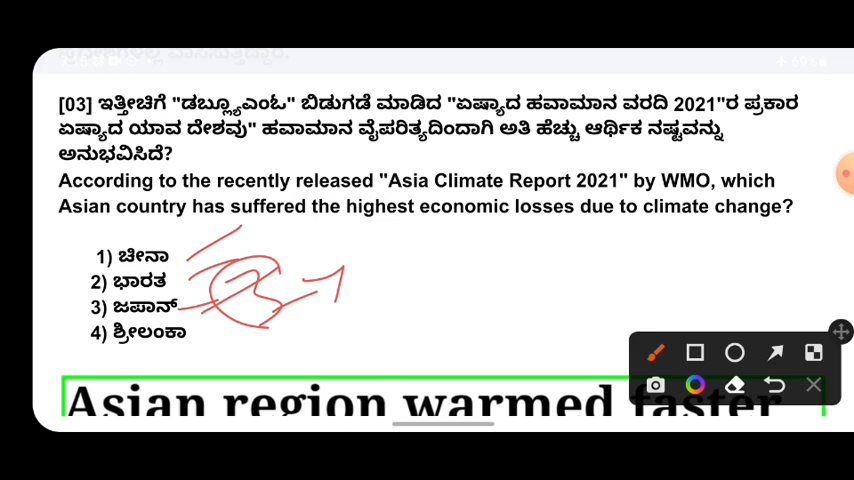 [03] ಇತ್ತೀಚಿಗೆ "ಡಬ್ಲ್ಯೂಎಂಓ" ಬಿಡುಗಡೆ ಮಾಡಿದ "ಏಷ್ಯಾದ ಹವಾಮಾನ ವರದಿ 2021"ರ ಪ್ರಕಾರ
ಏಷ್ಯಾದ ಯಾವ ದೇಶವು" ಹವಾಮಾನ ವೈಪರಿತ್ಯದಿಂದಾಗಿ ಅತಿ ಹೆಚ್ಚು ಆರ್ಥಿಕ ನಷ್ಟವನ್ನು
ಅನುಭವಿಸಿದೆ?
According to the recently released "Asia Climate Report 2021" by WMO, which
Asian country has suffered the highest economic losses due to climate change?
1) ಚೀನಾ
2) ಭಾರತ
3) ಜಪಾನ್
4) ಶ್ರೀಲಂಕಾ
Asian region warmed faster